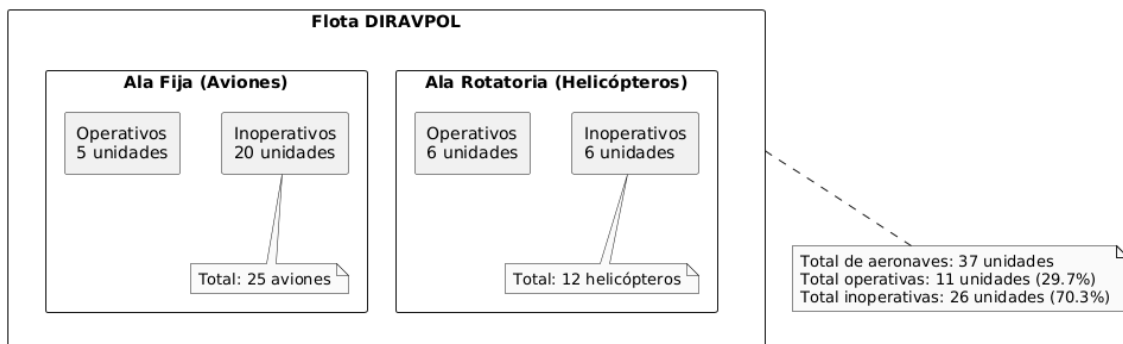 Flota DIRAVPOL
Ala Fija (Aviones)
Operativos
5 unidades
Inoperativos
20 unidades
Total: 25 aviones
Ala Rotatoria (Helicópteros)
Operativos
6 unidades
Inoperativos
6 unidades
Total: 12 helicópteros
Total de aeronaves: 37 unidades
Total operativas: 11 unidades (29.7%)
Total inoperativas: 26 unidades (70.3%)